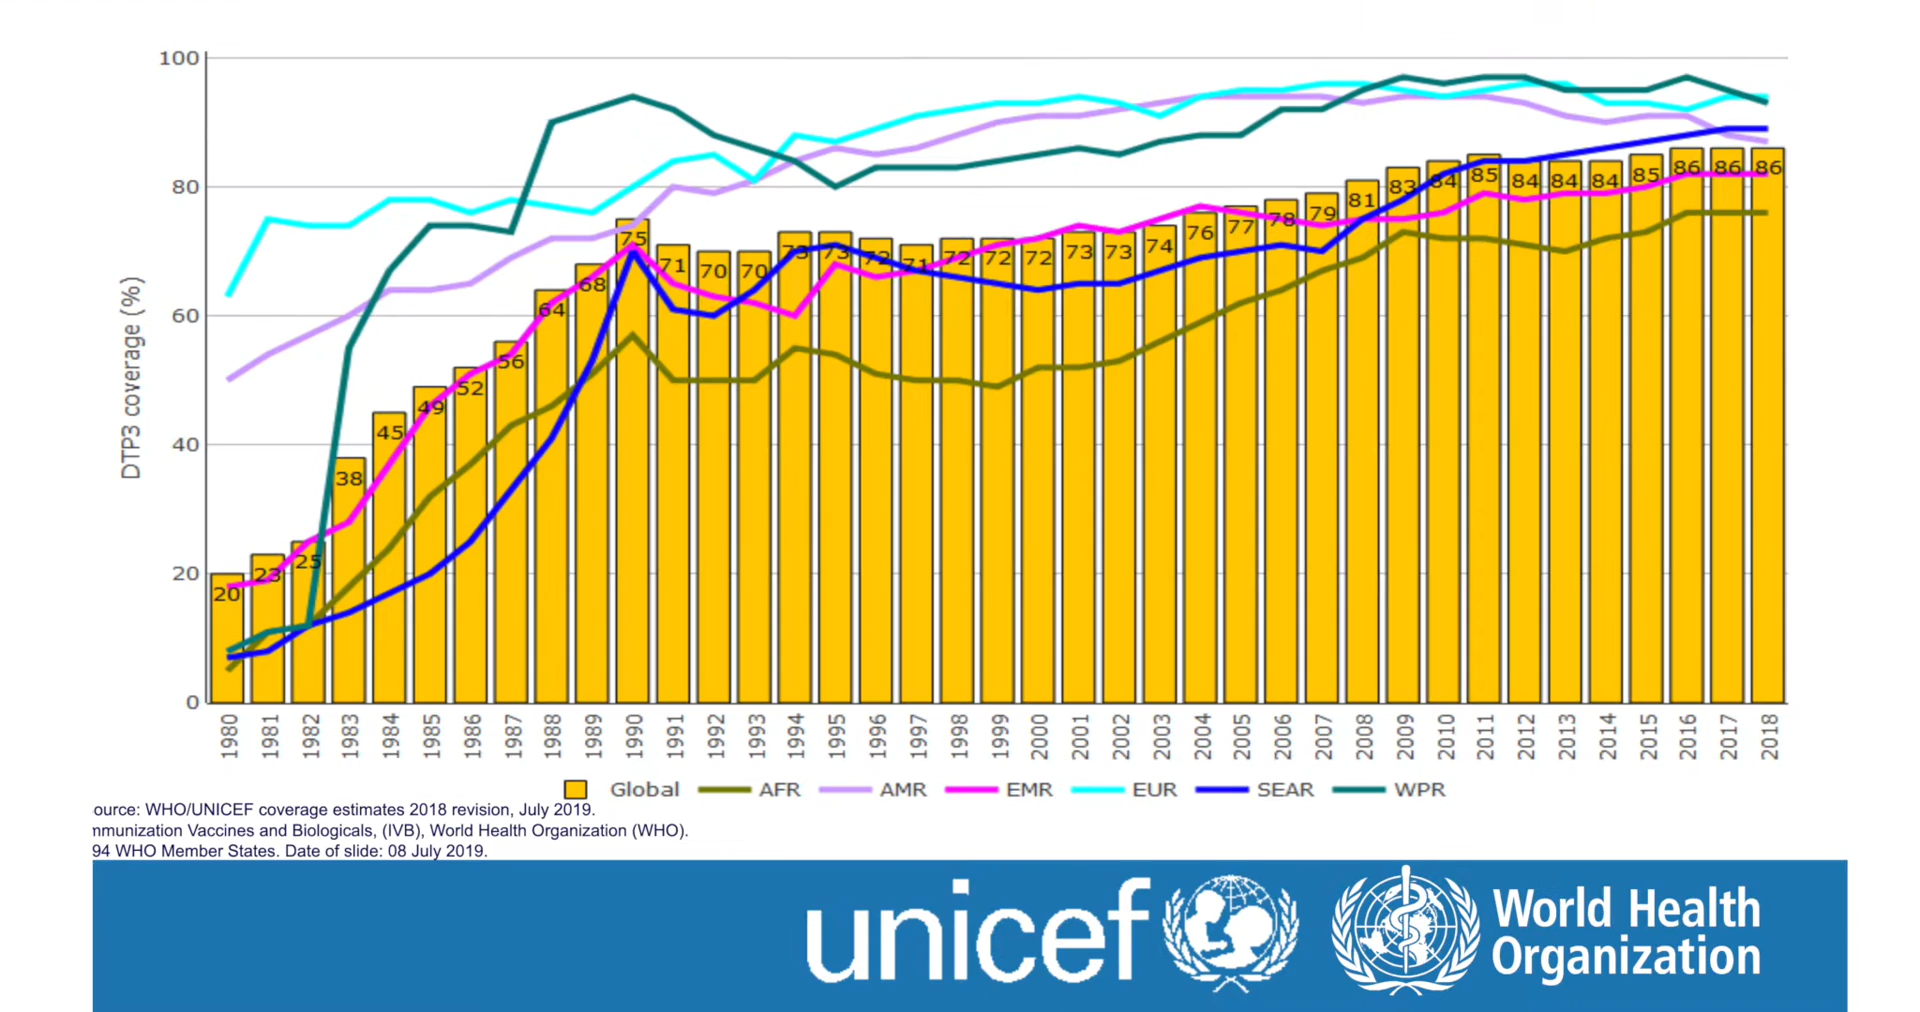 100
80
60
40
20
0
DTP3 coverage (%)
20 23 25 38 45 49 52 56 64 68 75 71 70 70 73 73 72 71 72 72 72 73 73 74 76 77 78 79 81 83 84 85 84 84 84 85 86 86 86
1980 1981 1982 1983 1984 1985 1986 1987 1988 1989 1990 1991 1992 1993 1994 1995 1996 1997 1998 1999 2000 2001 2002 2003 2004 2005 2006 2007 2008 2009 2010 2011 2012 2013 2014 2015 2016 2017 2018
Global AFR AMR EMR EUR SEAR WPR
ource: WHO/UNICEF coverage estimates 2018 revision, July 2019.
mmunization Vaccines and Biologicals, (IVB), World Health Organization (WHO).
94 WHO Member States. Date of slide: 08 July 2019.
unicef
World Health
Organization